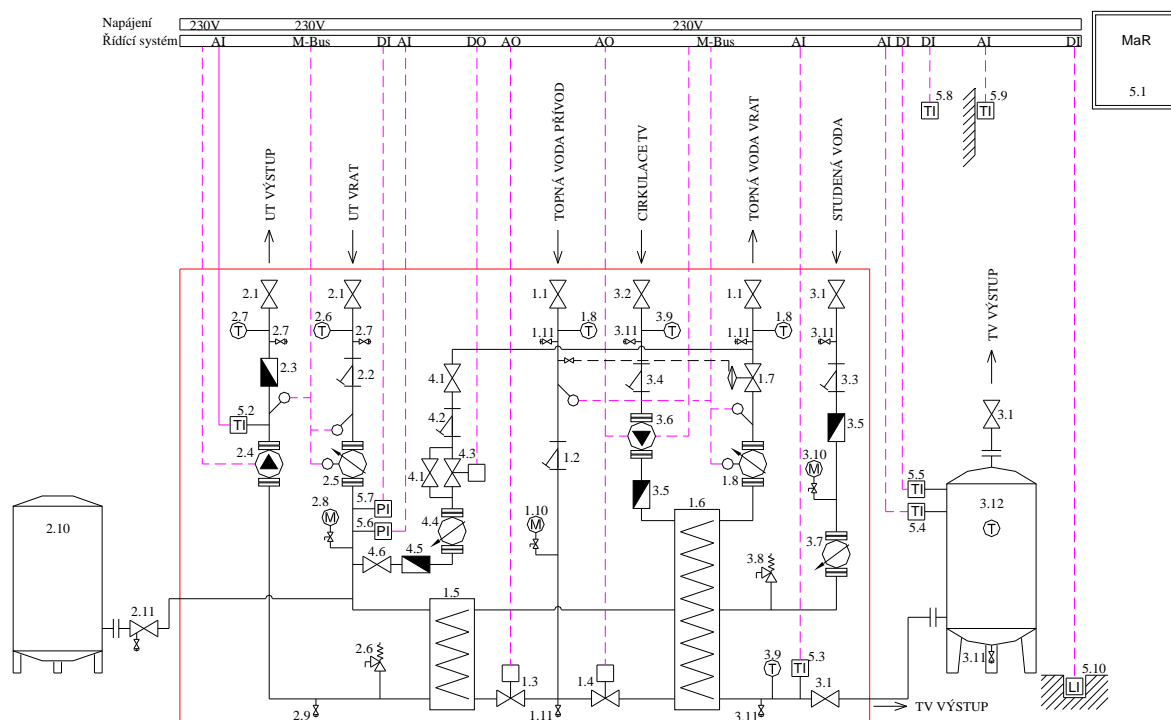 Napájení 230V 230V 230V
Řídící systém AI M-Bus DI AI DO AO AO M-Bus AI AI DI DI AI DI
MaR
5.1
5.8 5.9
TI TI
UT VÝSTUP
UT VRAT
TOPNÁ VODA PŘÍVOD
CIRKULACE TV
TOPNÁ VODA VRAT
STUDENÁ VODA
TV VÝSTUP
2.1 2.1 1.1 3.2 1.1 3.1
2.7 2.6 1.8 3.9 1.8
T T T T T
2.7 2.7 1.11 3.11 1.11 3.11
2.3 2.2 4.1 3.4 1.7 3.3
5.2 4.2 3.6 3.5 3.1
TI
2.4 2.5 4.1 4.3 1.2 1.8 3.10
M
2.8 5.7 3.5 1.6 5.5
M PI TI
5.6 4.4 1.10 5.4 3.12
PI M TI T
2.10
4.6 4.5 3.8 3.7
1.5
2.11
2.6 3.9 5.3 3.11 5.10
T TI LI
1.3 1.4 3.1
2.9 1.11 3.11 TV VÝSTUP